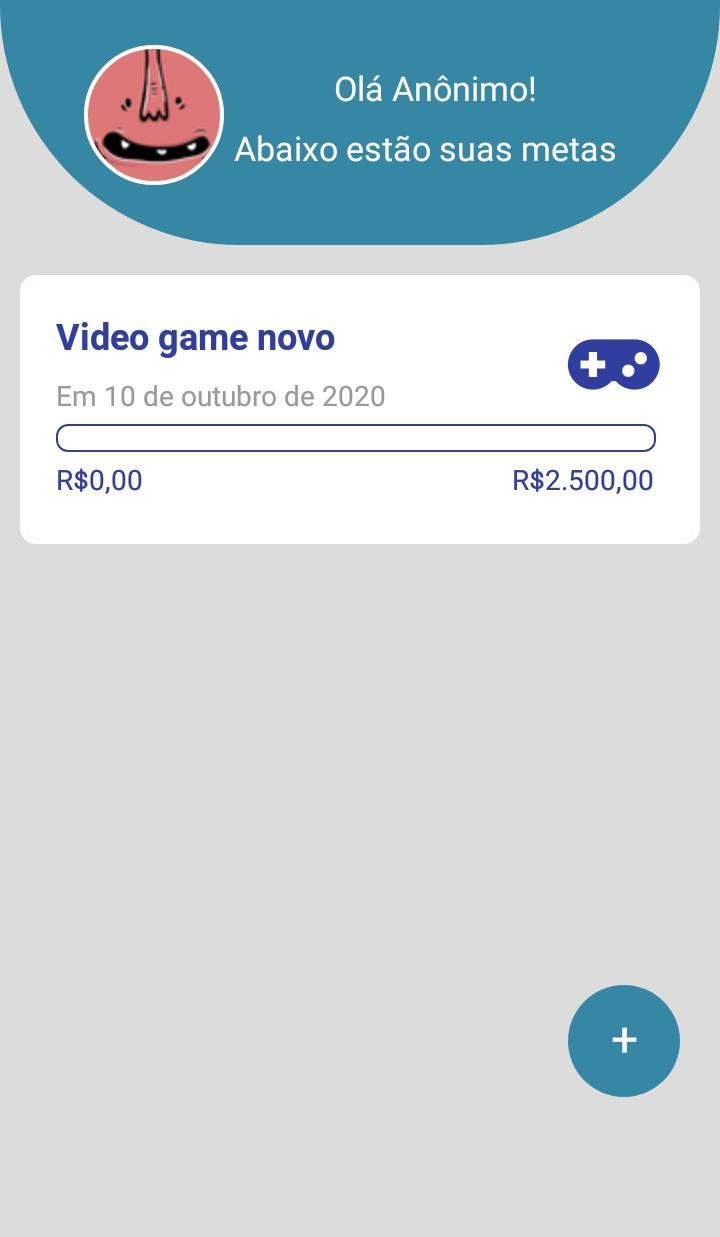 Olá Anônimo!
Abaixo estão suas metas
Video game novo
Em 10 de outubro de 2020
R$0,00 R$2.500,00
+